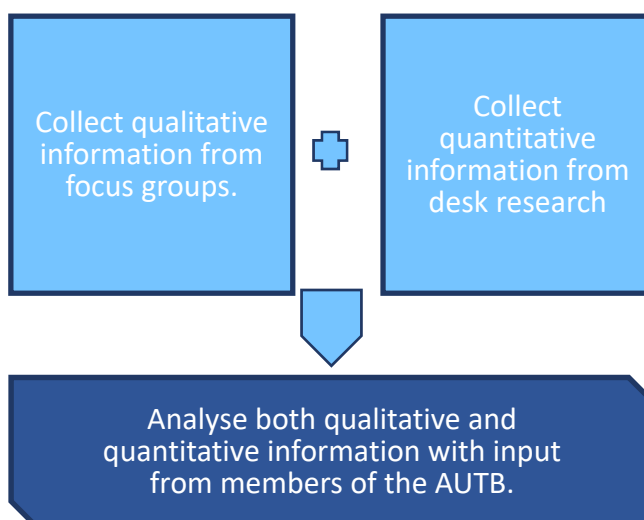 Collect qualitative
information from
focus groups.
Collect
quantitative
information from
desk research
Analyse both qualitative and
quantitative information with input
from members of the AUTB.